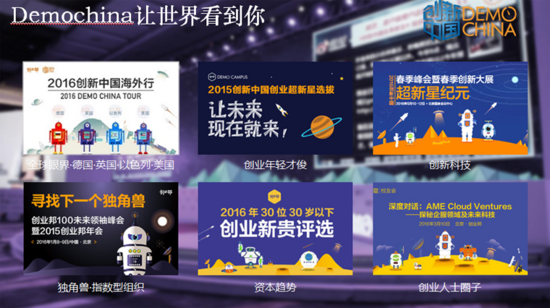 Demochina让世界看到你
创新
中国
DEMO
CHINA
2016创新中国海外行
2016 DEMO CHINA TOUR
全球眼界·德国·英国·以色列·美国
DEMO CAMPUS
2015创新中国创业超新星选拔
让未来
现在就来
创业年轻才俊
春季峰会暨春季创新大展
超新星纪元
创新科技
寻找下一个独角兽
创业邦100未来领袖峰会
暨2015创业邦年会
独角兽·指数型组织
2016年30位30岁以下
创业新贵评选
资本趋势
深度对话：AME Cloud Ventures
——探秘企服领域及未来科技
创业人士圈子